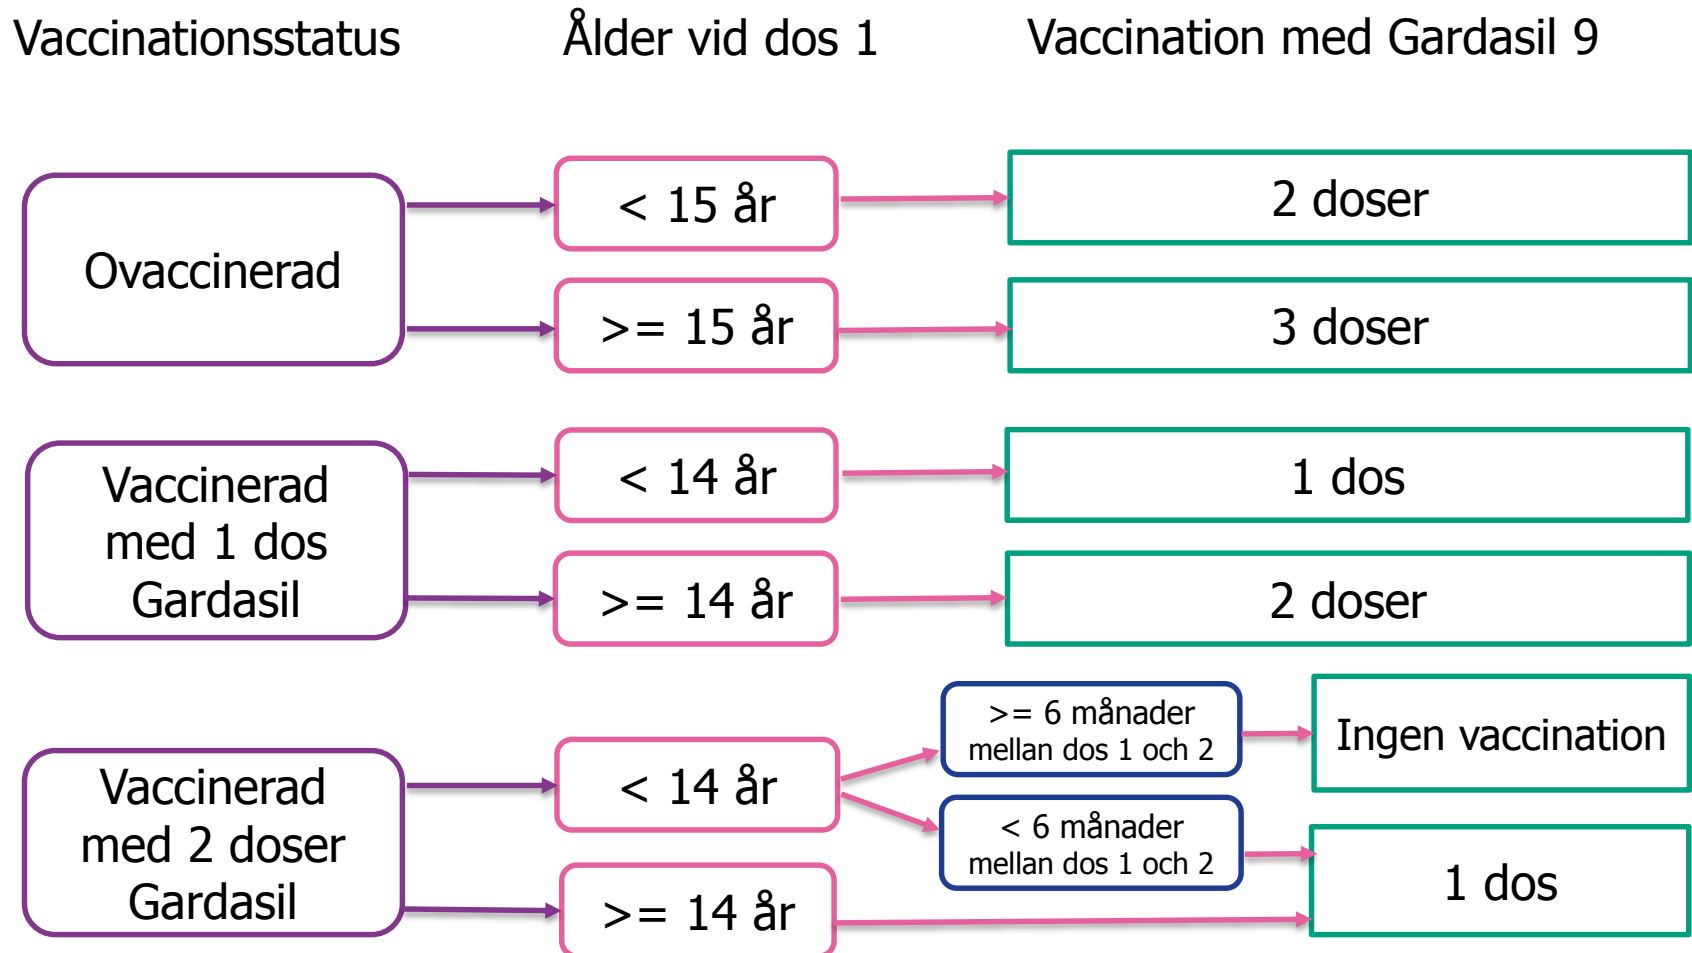 Vaccinationsstatus
Ålder vid dos 1
Vaccination med Gardasil 9
Ovaccinerad
< 15 år
2 doser
>= 15 år
3 doser
Vaccinerad
med 1 dos
Gardasil
< 14 år
1 dos
>= 14 år
2 doser
Vaccinerad
med 2 doser
Gardasil
< 14 år
>= 6 månader
mellan dos 1 och 2
Ingen vaccination
< 6 månader
mellan dos 1 och 2
>= 14 år
1 dos